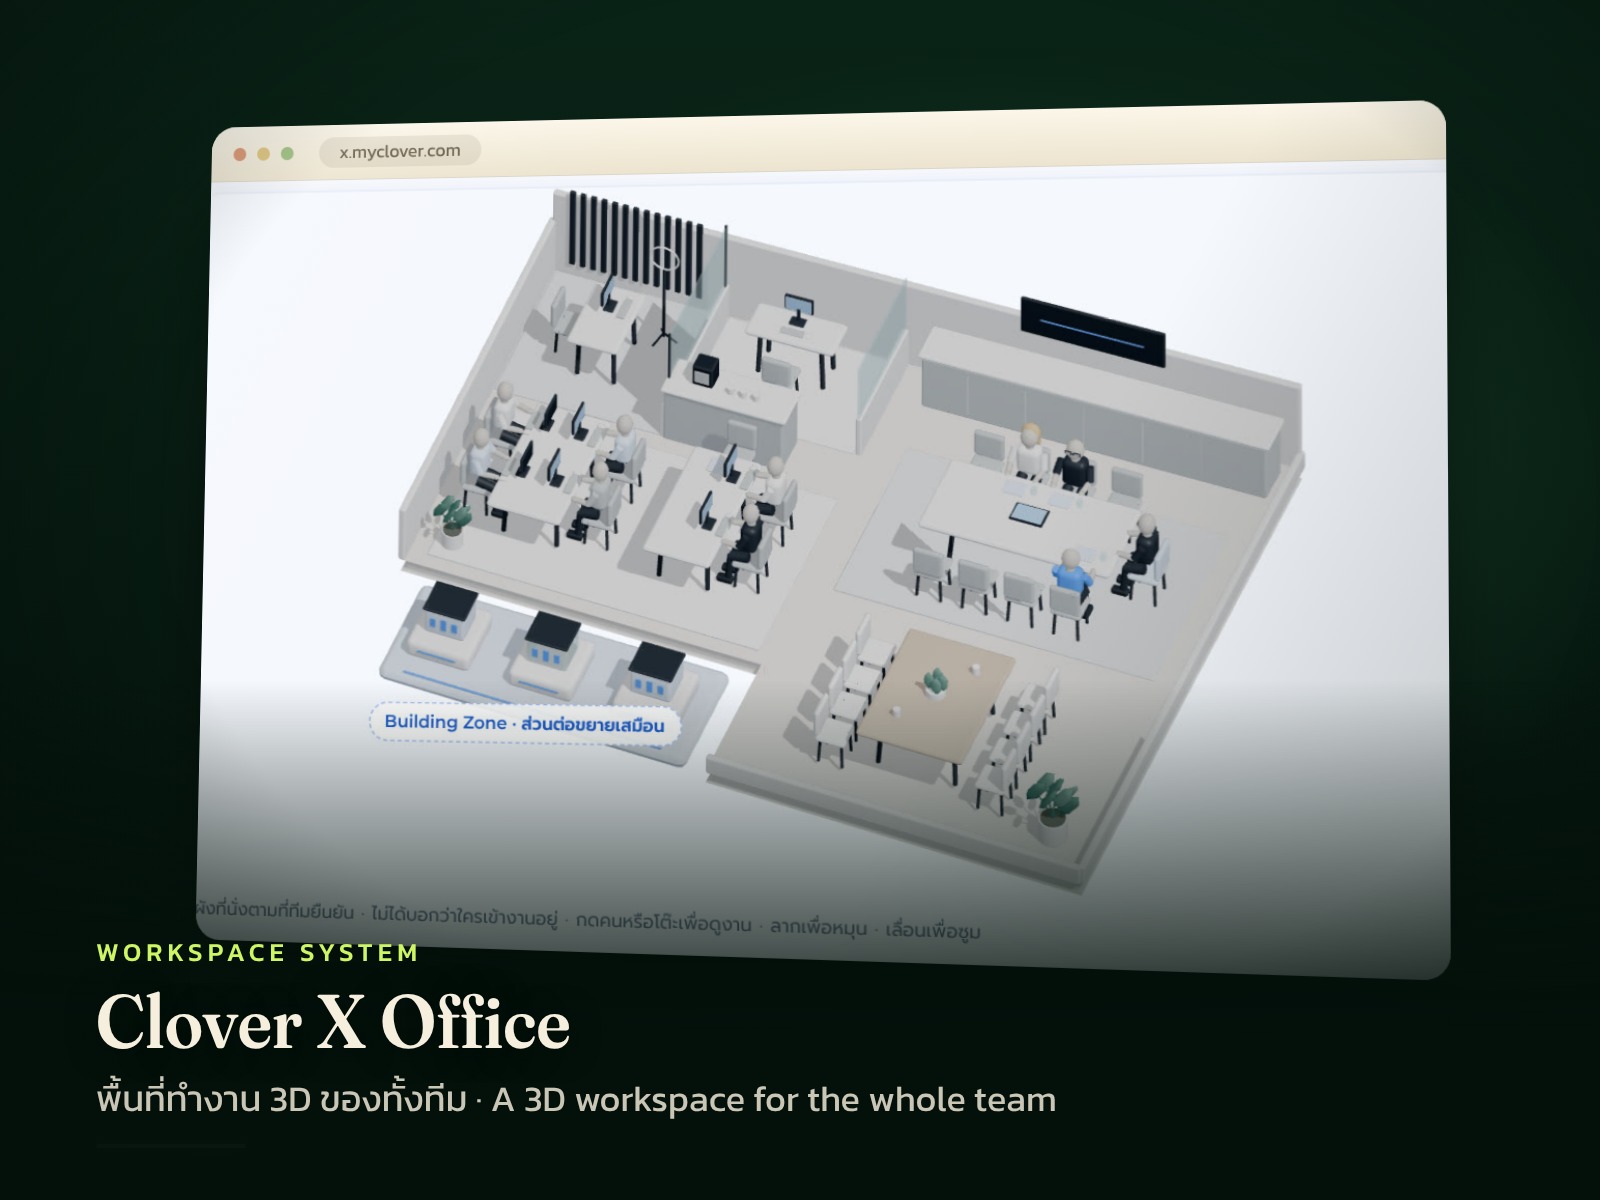 x.myclover.com
Building Zone · ส่วนต่อขยายเสมือน
ผังที่นั่งตามที่ทีมยืนยัน · ไม่ได้บอกว่าใครเข้างานอยู่ · กดคนหรือโต๊ะเพื่อดูงาน · ลากเพื่อหมุน · เลื่อนเพื่อซูม
WORKSPACE SYSTEM
Clover X Office
พื้นที่ทำงาน 3D ของทั้งทีม · A 3D workspace for the whole team